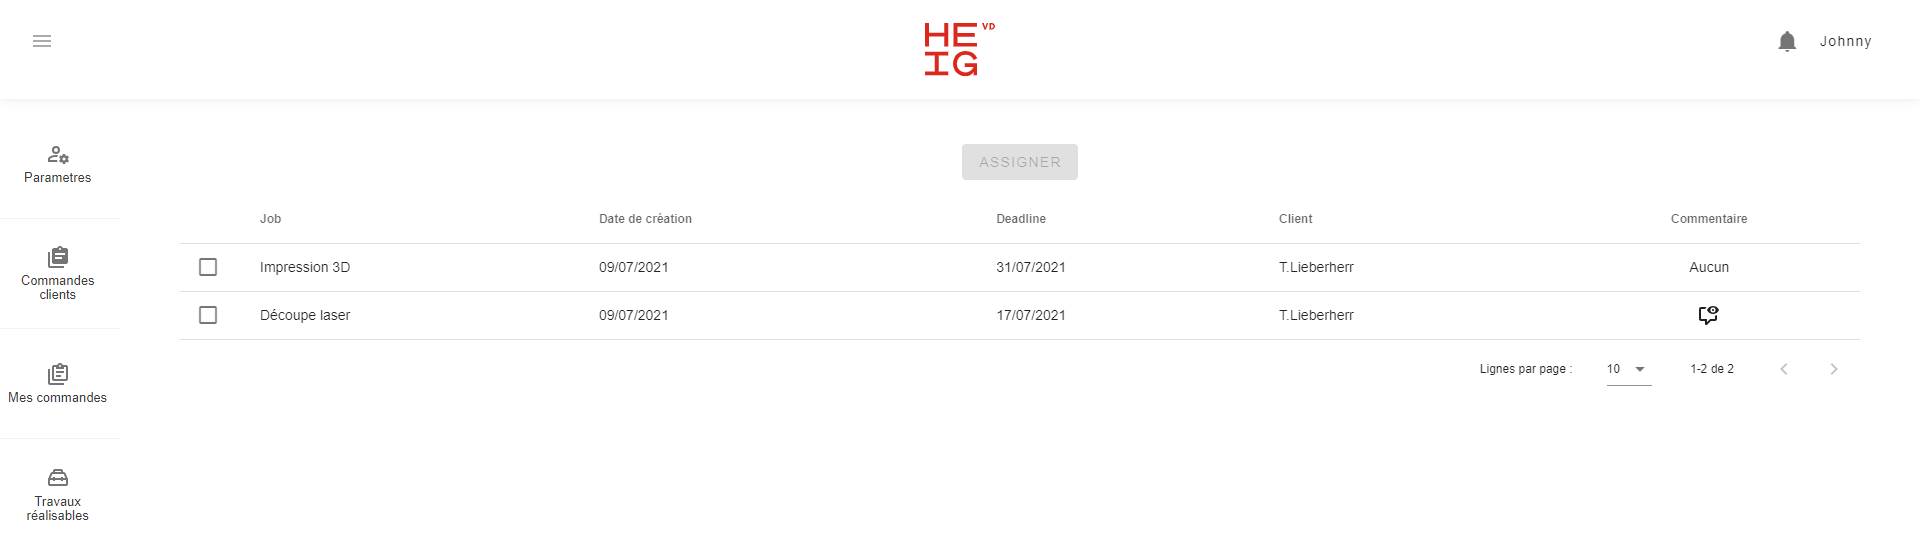 HE VD
IG
Johnny
Parametres
Commandes
clients
Mes commandes
Travaux
réalisables
ASSIGNER
Job Date de création Deadline Client Commentaire
Impression 3D 09/07/2021 31/07/2021 T.Lieberherr Aucun
Découpe laser 09/07/2021 17/07/2021 T.Lieberherr
Lignes par page : 10 1-2 de 2